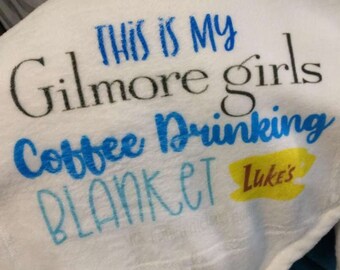 THIS IS MY
Gilmore girls
Coffee Drinking
BLANKET LUKE'S